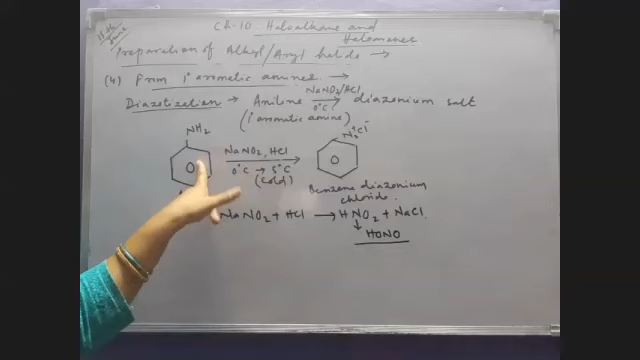 11th June
Ch-10. Haloalkane and
Haloarenes
Preparation of Alkyl/Aryl halide →
(4) From 1° aromatic amines →
Diazotization → Aniline NaNO2/HCl → 0°C diazonium salt
(1° aromatic amine)
NH2
NaNO2, HCl
0°C → 5°C
(Cold)
N2+Cl-
Benzene diazonium
chloride.
NaNO2 + HCl → HNO2 + NaCl
↓
HONO